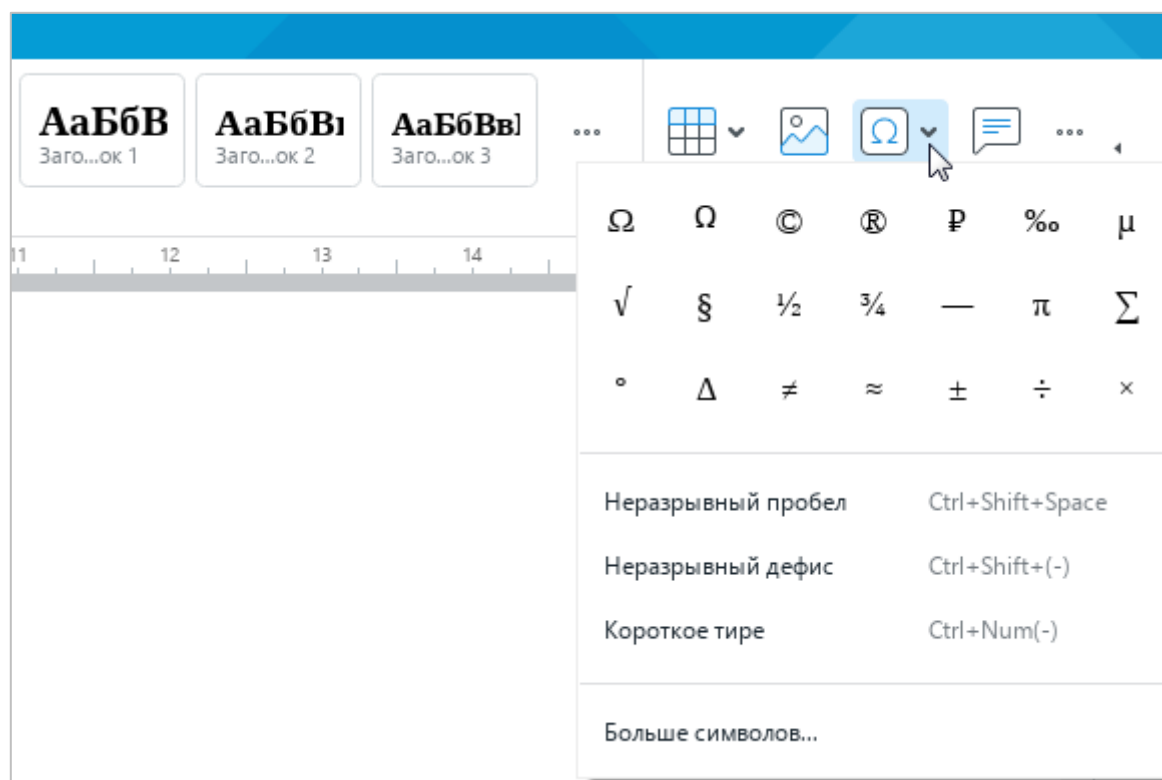 АаБбВ АаБбВı АаБбВв]
Заго...ок 1 Заго...ок 2 Заго...ок 3
11 12 13 14
Ω Ω © ® ₽ ‰ μ
√ § ½ ¾ — π ∑
° Δ ≠ ≈ ± ÷ ×
Неразрывный пробел Ctrl+Shift+Space
Неразрывный дефис Ctrl+Shift+(-)
Короткое тире Ctrl+Num(-)
Больше символов...